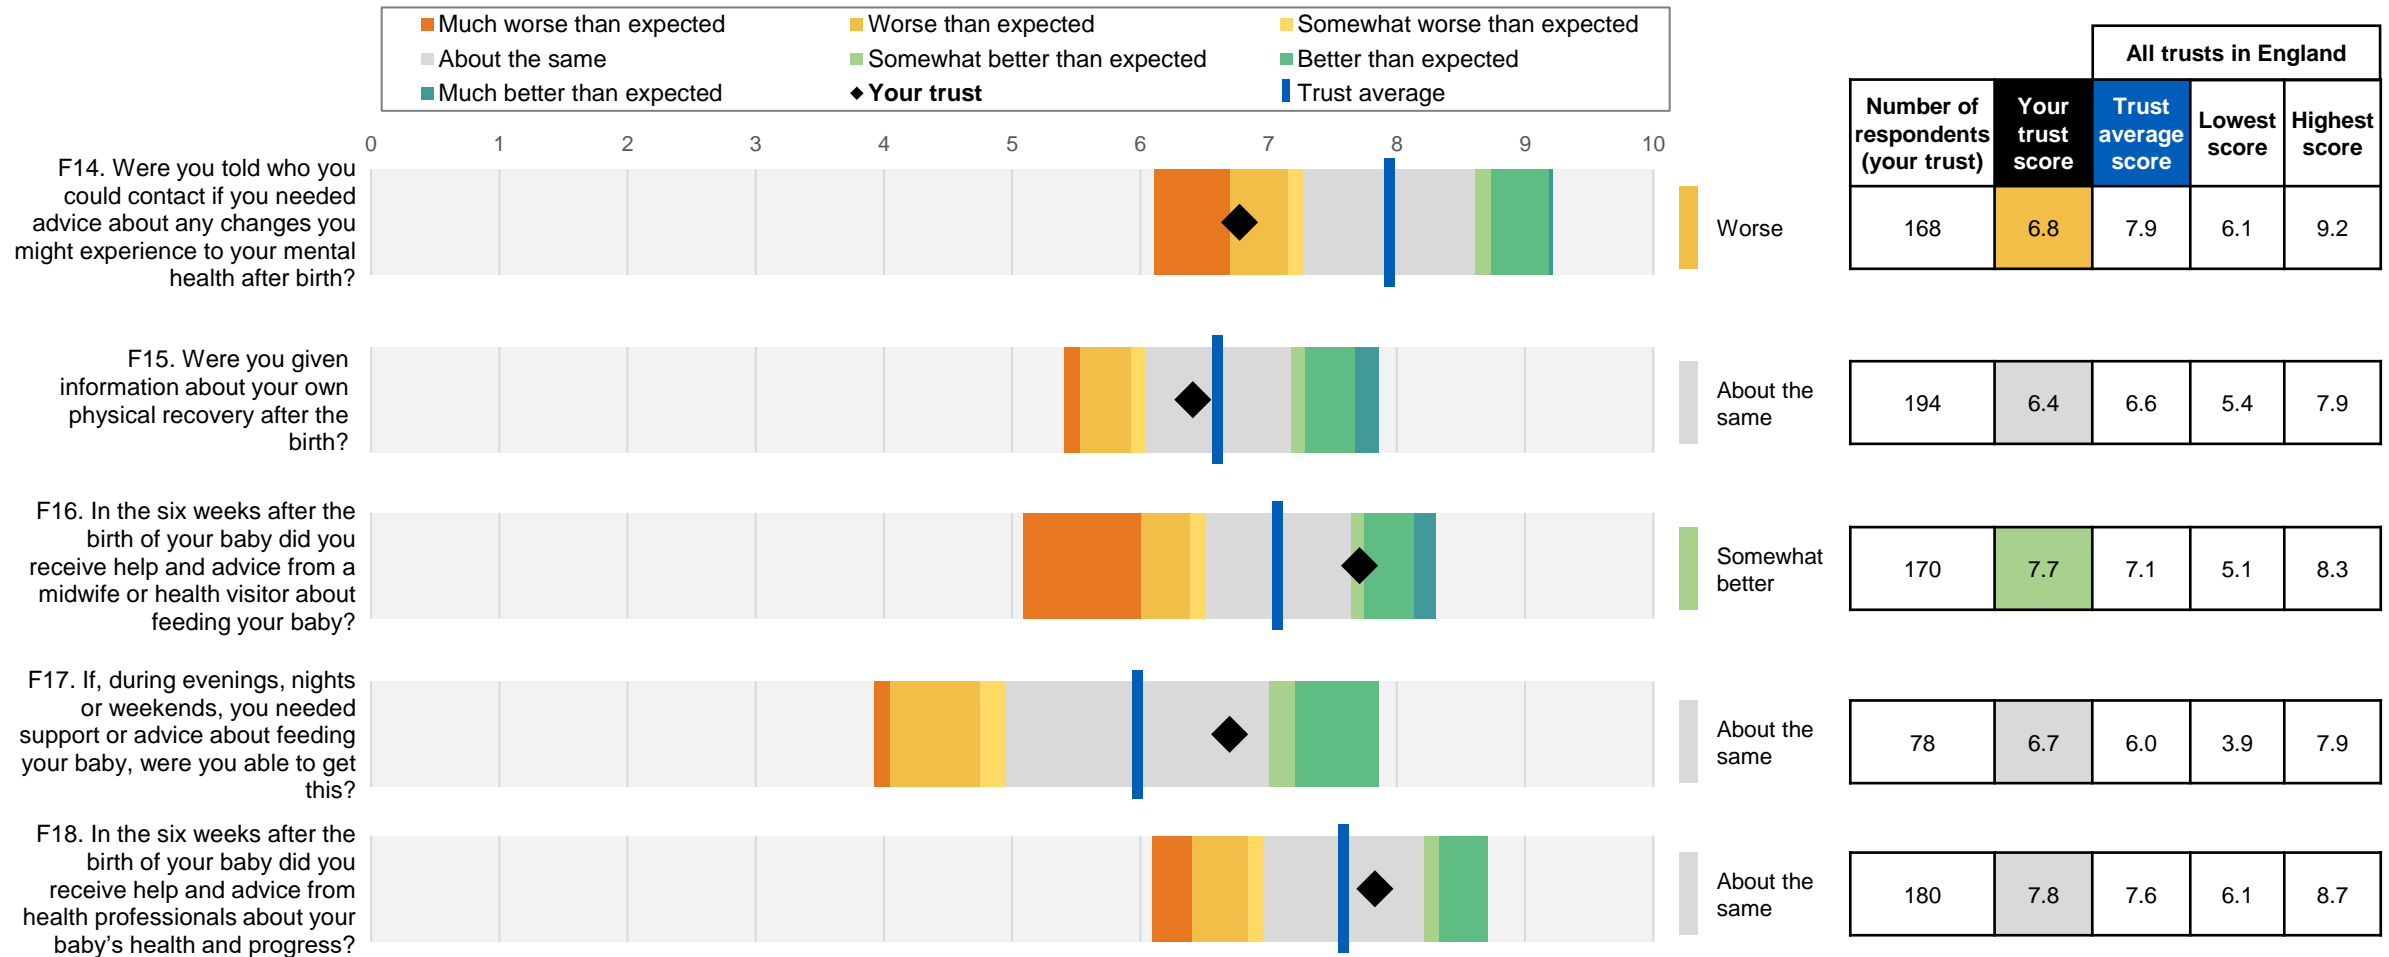 Much worse than expected
Worse than expected
Somewhat worse than expected
About the same
Somewhat better than expected
Better than expected
Much better than expected
Your trust
Trust average
All trusts in England
Number of respondents (your trust)
Your trust score
Trust average score
Lowest score
Highest score
0 1 2 3 4 5 6 7 8 9 10
F14. Were you told who you
could contact if you needed
advice about any changes you
might experience to your mental
health after birth?
Worse
168 6.8 7.9 6.1 9.2
F15. Were you given
information about your own
physical recovery after the
birth?
About the
same
194 6.4 6.6 5.4 7.9
F16. In the six weeks after the
birth of your baby did you
receive help and advice from a
midwife or health visitor about
feeding your baby?
Somewhat
better
170 7.7 7.1 5.1 8.3
F17. If, during evenings, nights
or weekends, you needed
support or advice about feeding
your baby, were you able to get
this?
About the
same
78 6.7 6.0 3.9 7.9
F18. In the six weeks after the
birth of your baby did you
receive help and advice from
health professionals about your
baby’s health and progress?
About the
same
180 7.8 7.6 6.1 8.7